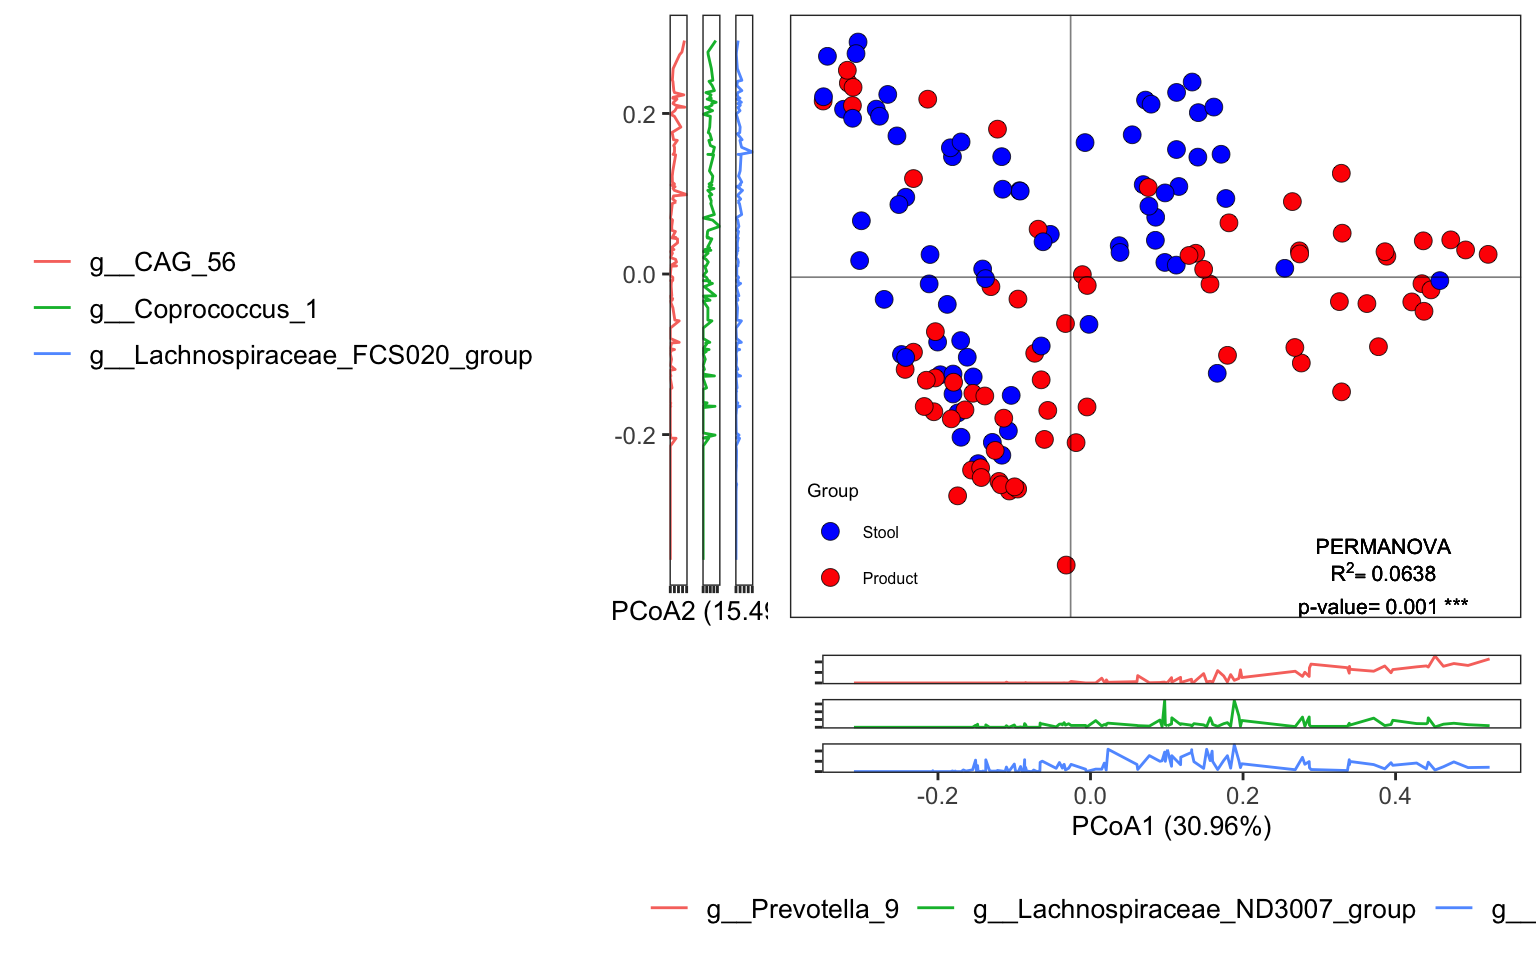 g__CAG_56
g__Coprococcus_1
g__Lachnospiraceae_FCS020_group
0.2
0.0
-0.2
PCoA2 (15.4
Group
Stool
Product
PERMANOVA
R2= 0.0638
p-value= 0.001 ***
-0.2 0.0 0.2 0.4
PCoA1 (30.96%)
g__Prevotella_9 g__Lachnospiraceae_ND3007_group g__